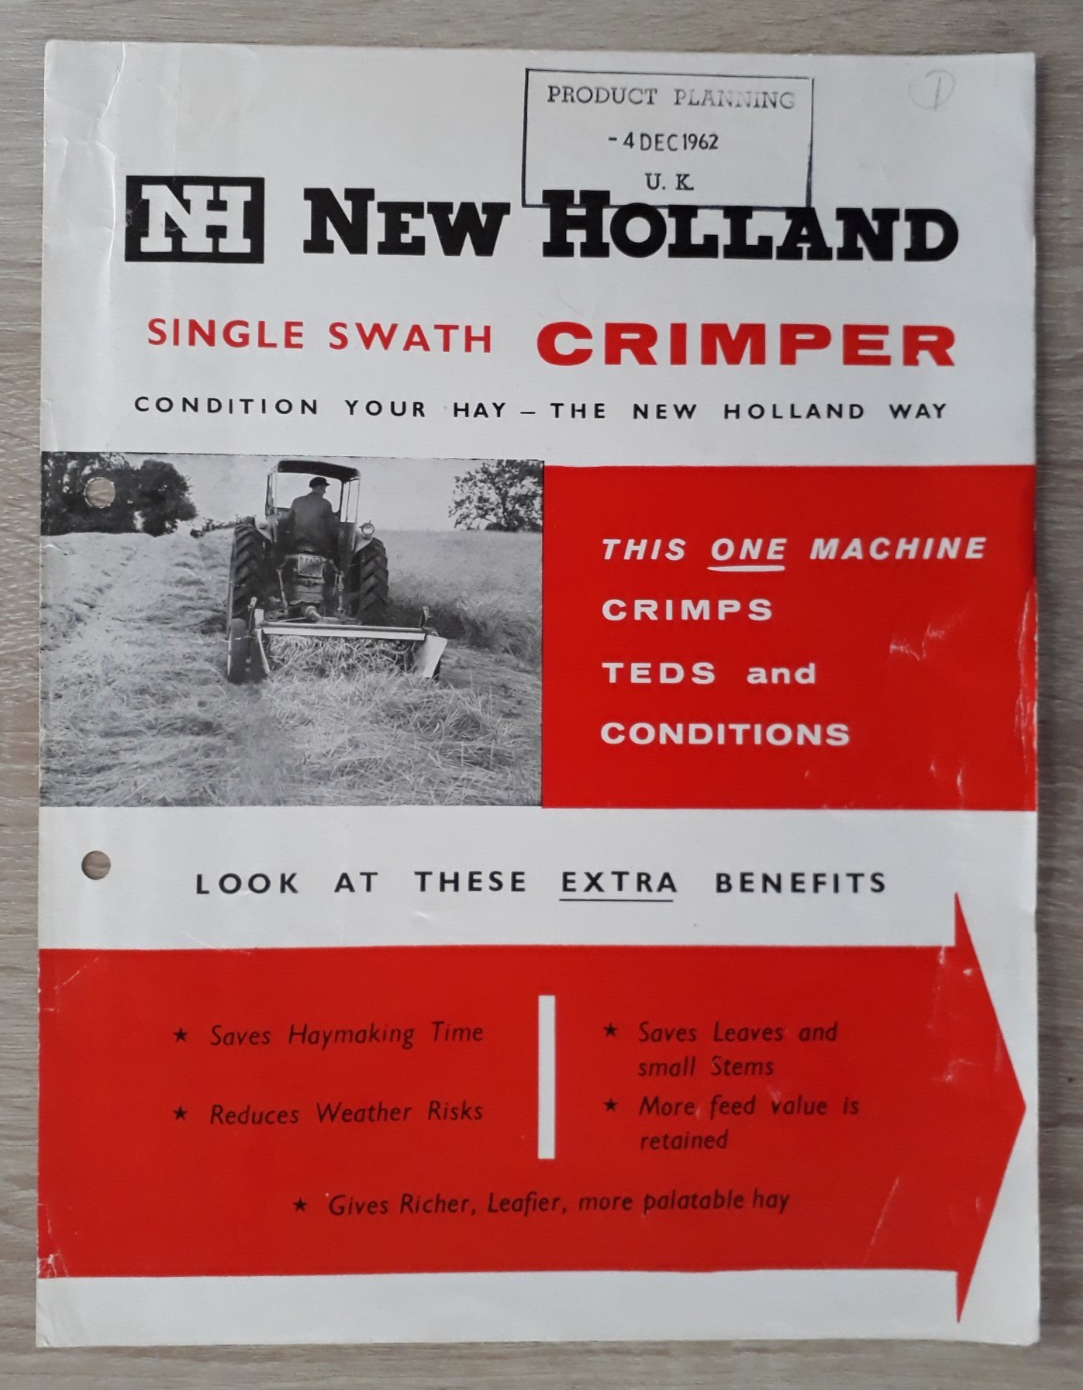 PRODUCT PLANNING
- 4 DEC 1962
U. K.
NH NEW HOLLAND
SINGLE SWATH CRIMPER
CONDITION YOUR HAY – THE NEW HOLLAND WAY
THIS ONE MACHINE
CRIMPS
TEDS and
CONDITIONS
LOOK AT THESE EXTRA BENEFITS
★ Saves Haymaking Time
★ Reduces Weather Risks
★ Saves Leaves and
small Stems
★ More feed value is
retained
★ Gives Richer, Leafier, more palatable hay